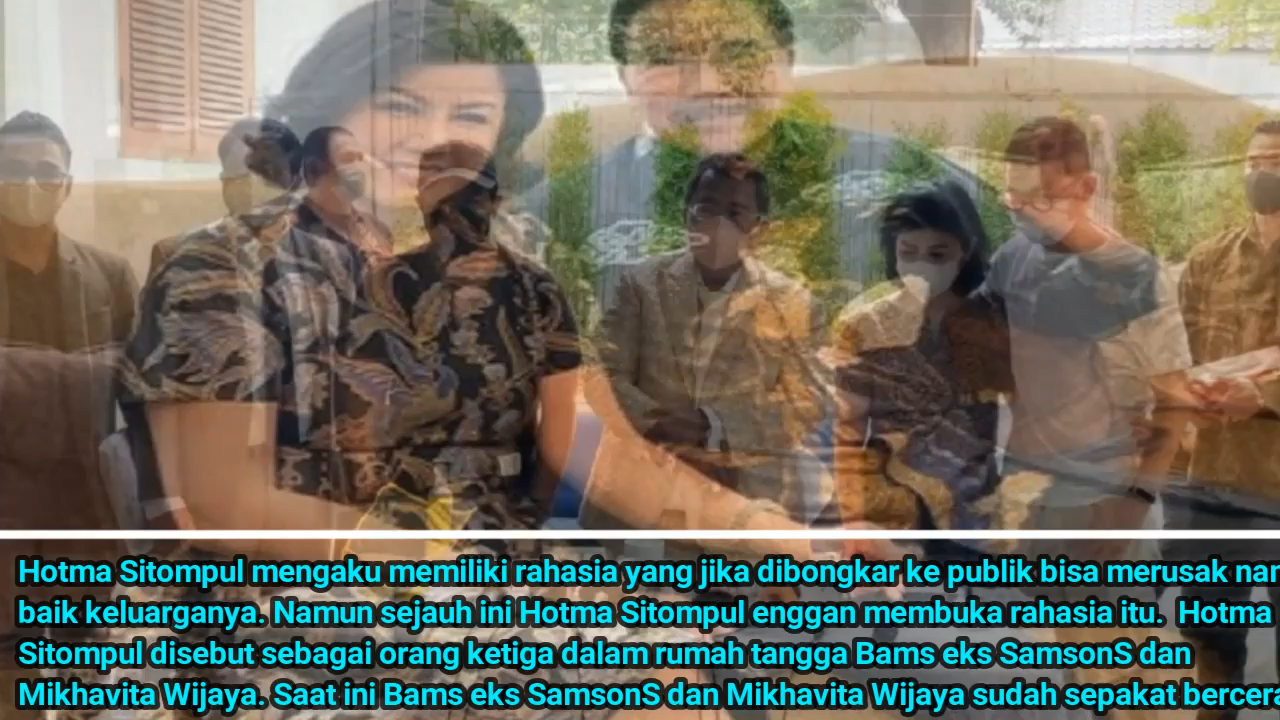 Hotma Sitompul mengaku memiliki rahasia yang jika dibongkar ke publik bisa merusak
baik keluarganya. Namun sejauh ini Hotma Sitompul enggan membuka rahasia itu.  Hotma
Sitompul disebut sebagai orang ketiga dalam rumah tangga Bams eks SamsonS dan
Mikhavita Wijaya. Saat ini Bams eks SamsonS dan Mikhavita Wijaya sudah sepakat